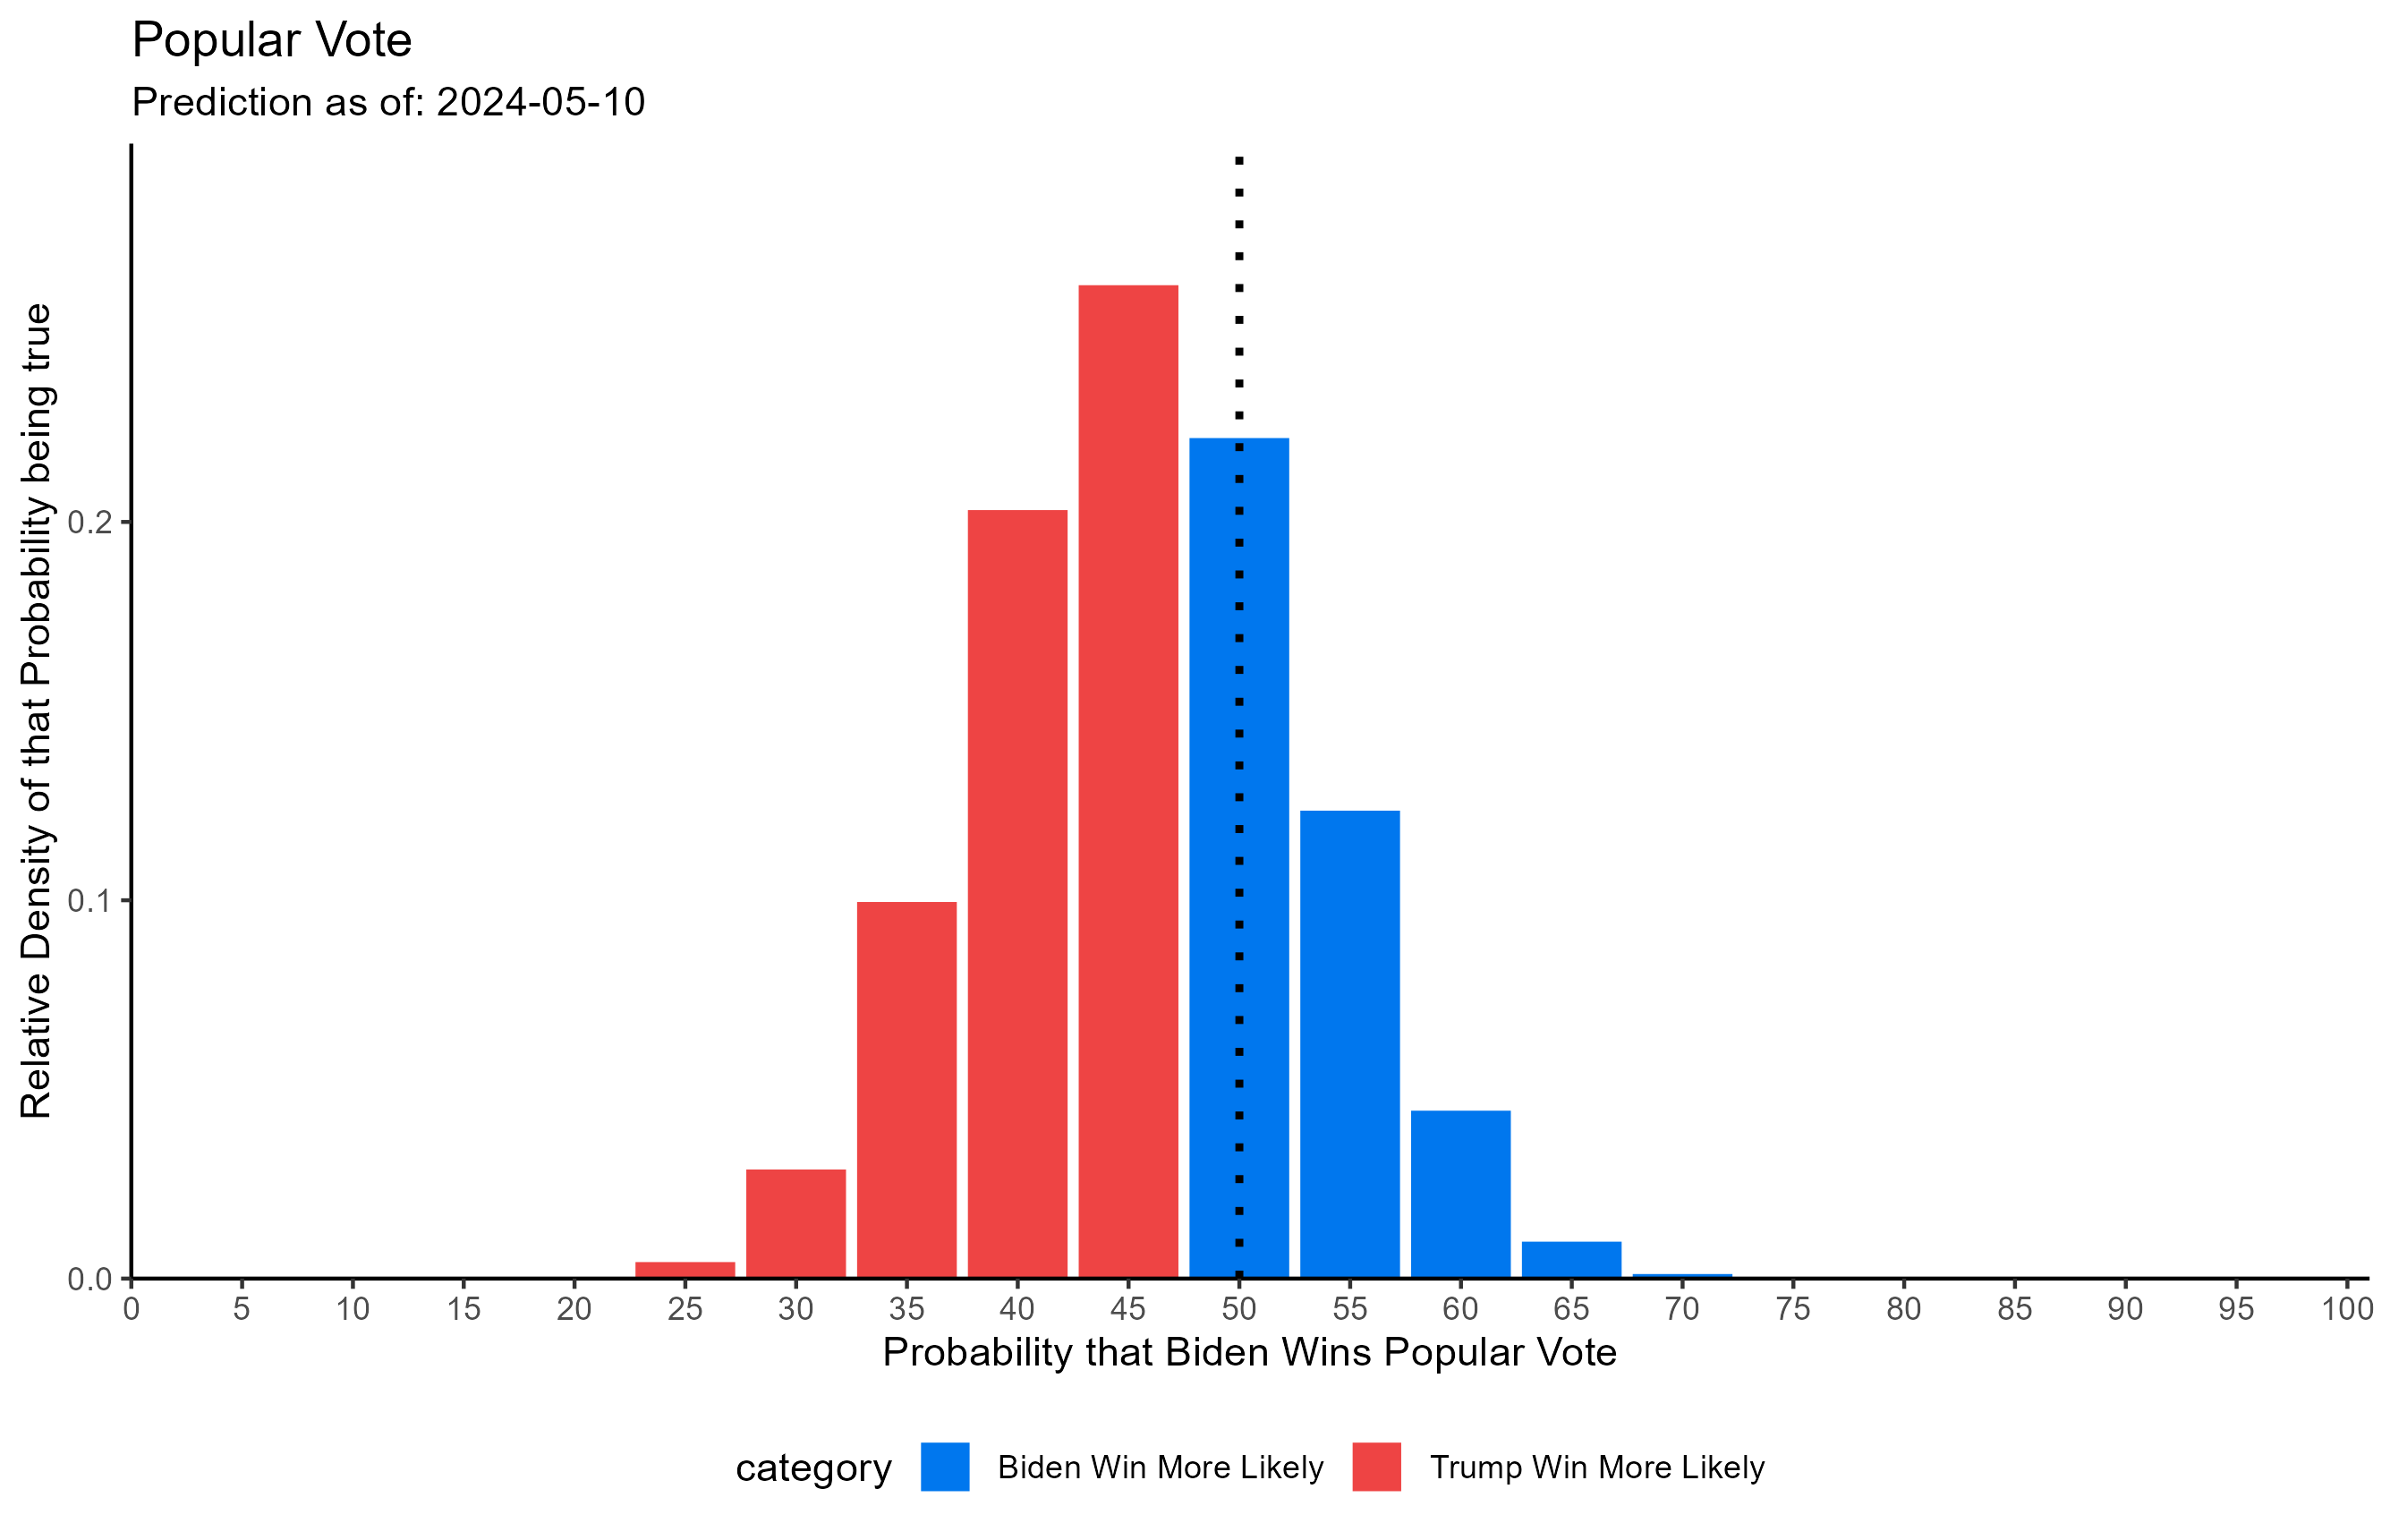 Popular Vote
Prediction as of: 2024-05-10
Relative Density of that Probability being true
0.2
0.1
0.0
0 5 10 15 20 25 30 35 40 45 50 55 60 65 70 75 80 85 90 95 100
Probability that Biden Wins Popular Vote
category Biden Win More Likely Trump Win More Likely